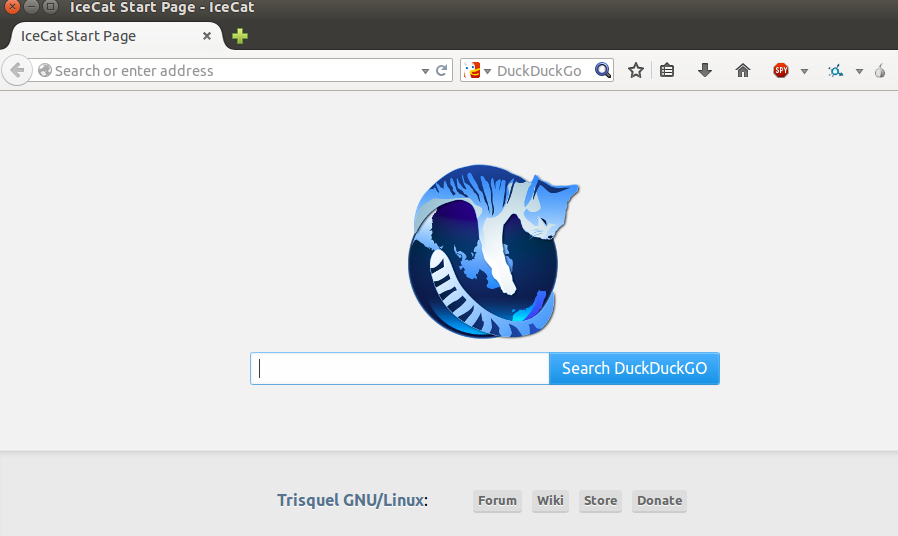 IceCat Start Page - IceCat
IceCat Start Page
Search or enter address DuckDuckGo SPY
Search DuckDuckGO
Trisquel GNU/Linux: Forum Wiki Store Donate